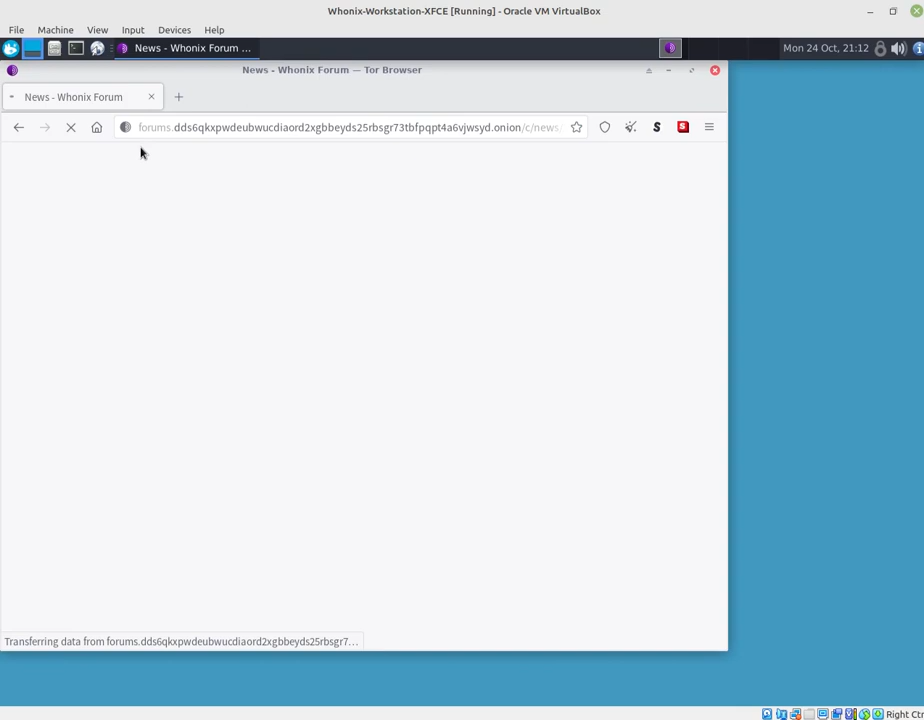 Whonix-Workstation-XFCE [Running] - Oracle VM VirtualBox
File Machine View Input Devices Help
News - Whonix Forum ... Mon 24 Oct, 21:12
News - Whonix Forum — Tor Browser
News - Whonix Forum
forums.dds6qkxpwdeubwucdiaord2xgbbeyds25rbsgr73tbfpqpt4a6vjwsyd.onion/c/news
Transferring data from forums.dds6qkxpwdeubwucdiaord2xgbbeyds25rbsgr7…
Right Ctr